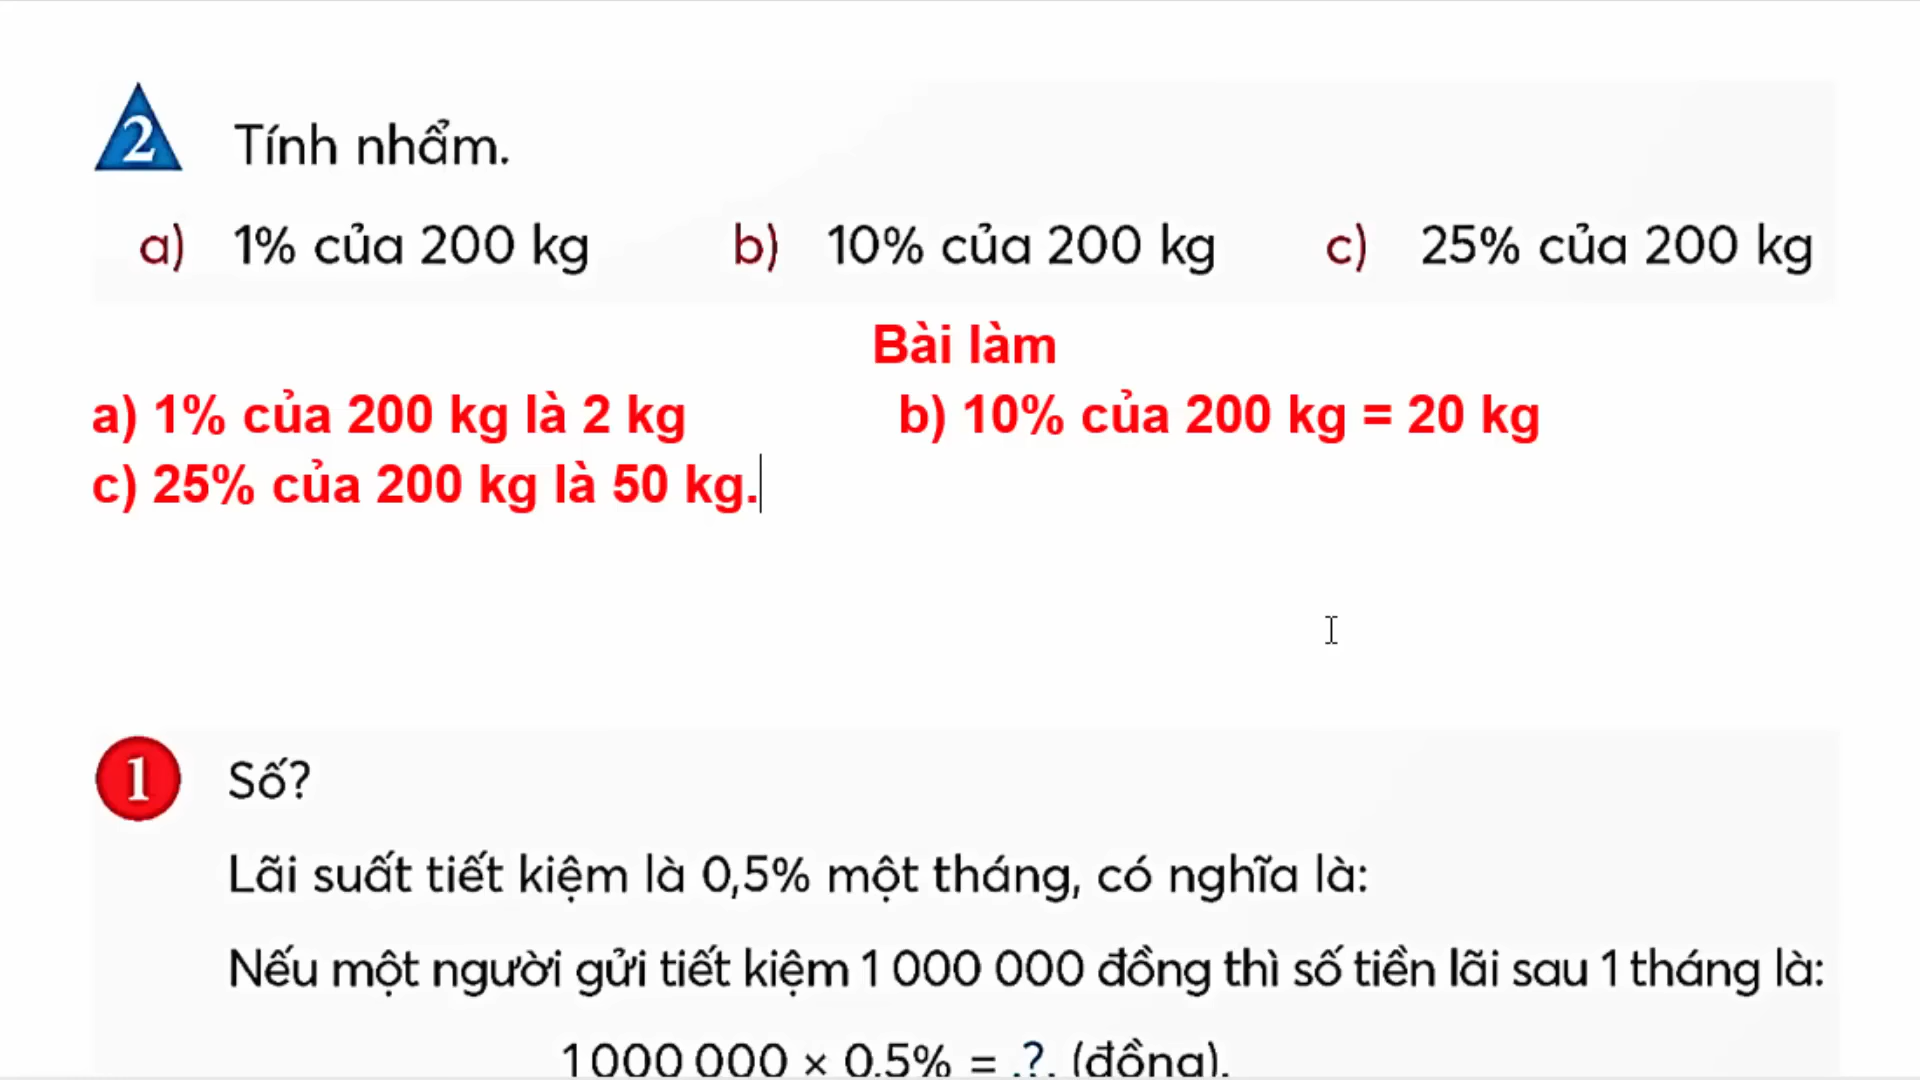 2 Tính nhẩm.
a) 1% của 200 kg b) 10% của 200 kg c) 25% của 200 kg
Bài làm
a) 1% của 200 kg là 2 kg b) 10% của 200 kg = 20 kg
c) 25% của 200 kg là 50 kg.
1 Số?
Lãi suất tiết kiệm là 0,5% một tháng, có nghĩa là:
Nếu một người gửi tiết kiệm 1 000 000 đồng thì số tiền lãi sau 1 tháng là:
1 000 000 × 0,5% = .?. (đồng).